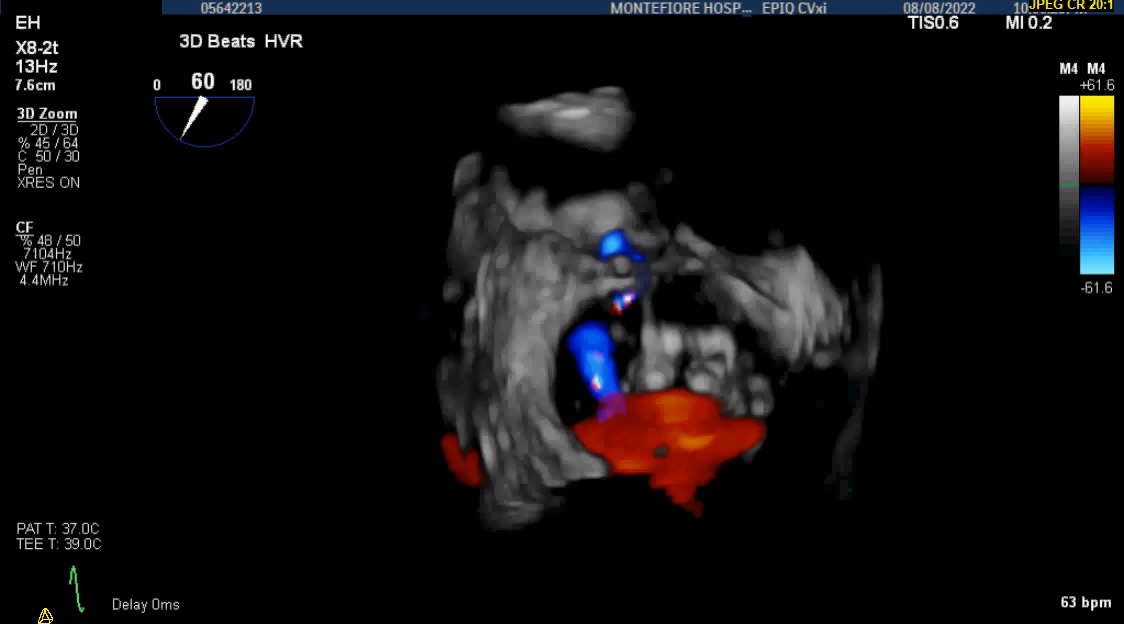 05642213 MONTEFIORE HOSP... EPIQ CVxi 08/08/2022
JPEG CR 20:1
EH
TIS0.6 MI 0.2
X8-2t
13Hz
7.6cm
3D Beats HVR
0 60 180
M4 M4
+61.6
-61.6
3D Zoom
2D / 3D
% 45 / 64
C 50 / 30
Pen
XRES ON
CF
% 48 / 50
7104Hz
WF 710Hz
4.4MHz
PAT T: 37.0C
TEE T: 39.0C
Delay 0ms
63 bpm